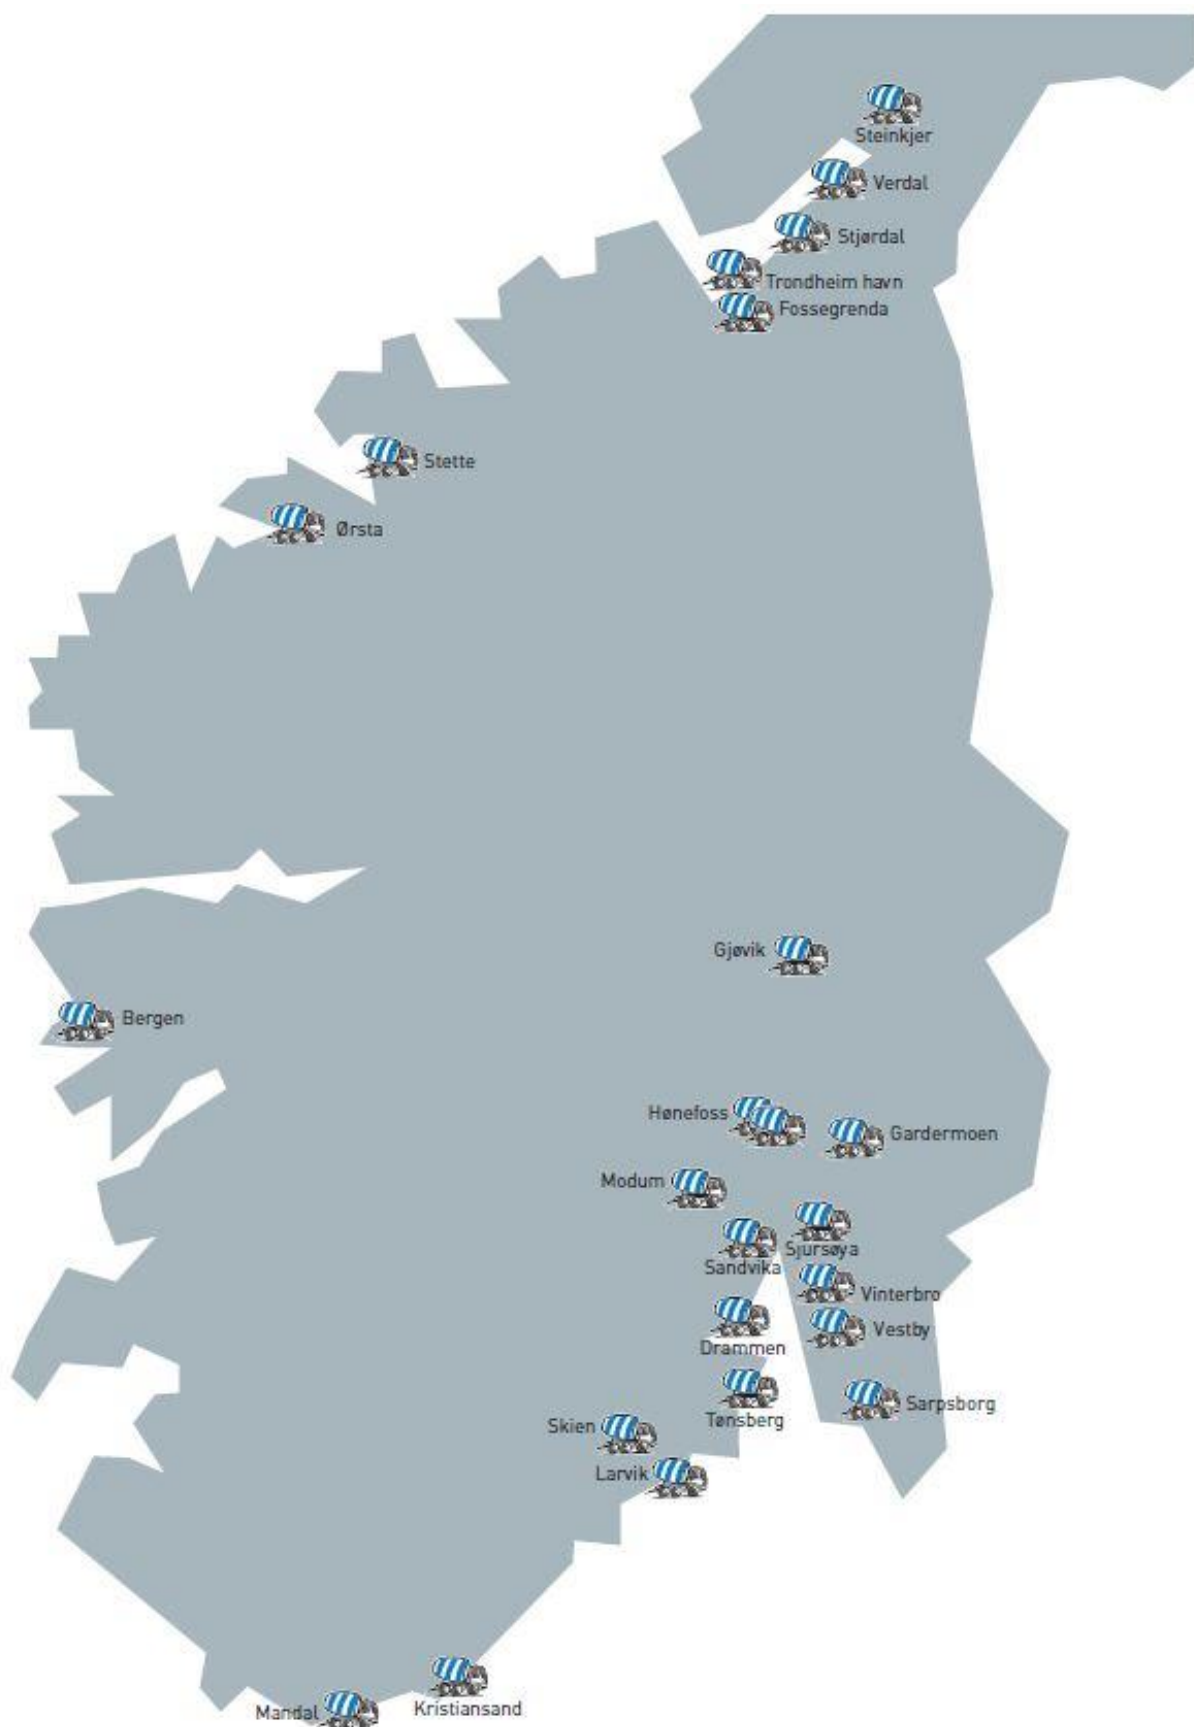 Steinkjer
Verdal
Stjørdal
Trondheim havn
Fossegrenda
Stette
Ørsta
Gjøvik
Bergen
Hønefoss
Gardermoen
Modum
Sjursøya
Sandvika
Vinterbro
Vestby
Drammen
Sarpsborg
Tønsberg
Skien
Larvik
Kristiansand
Mandal